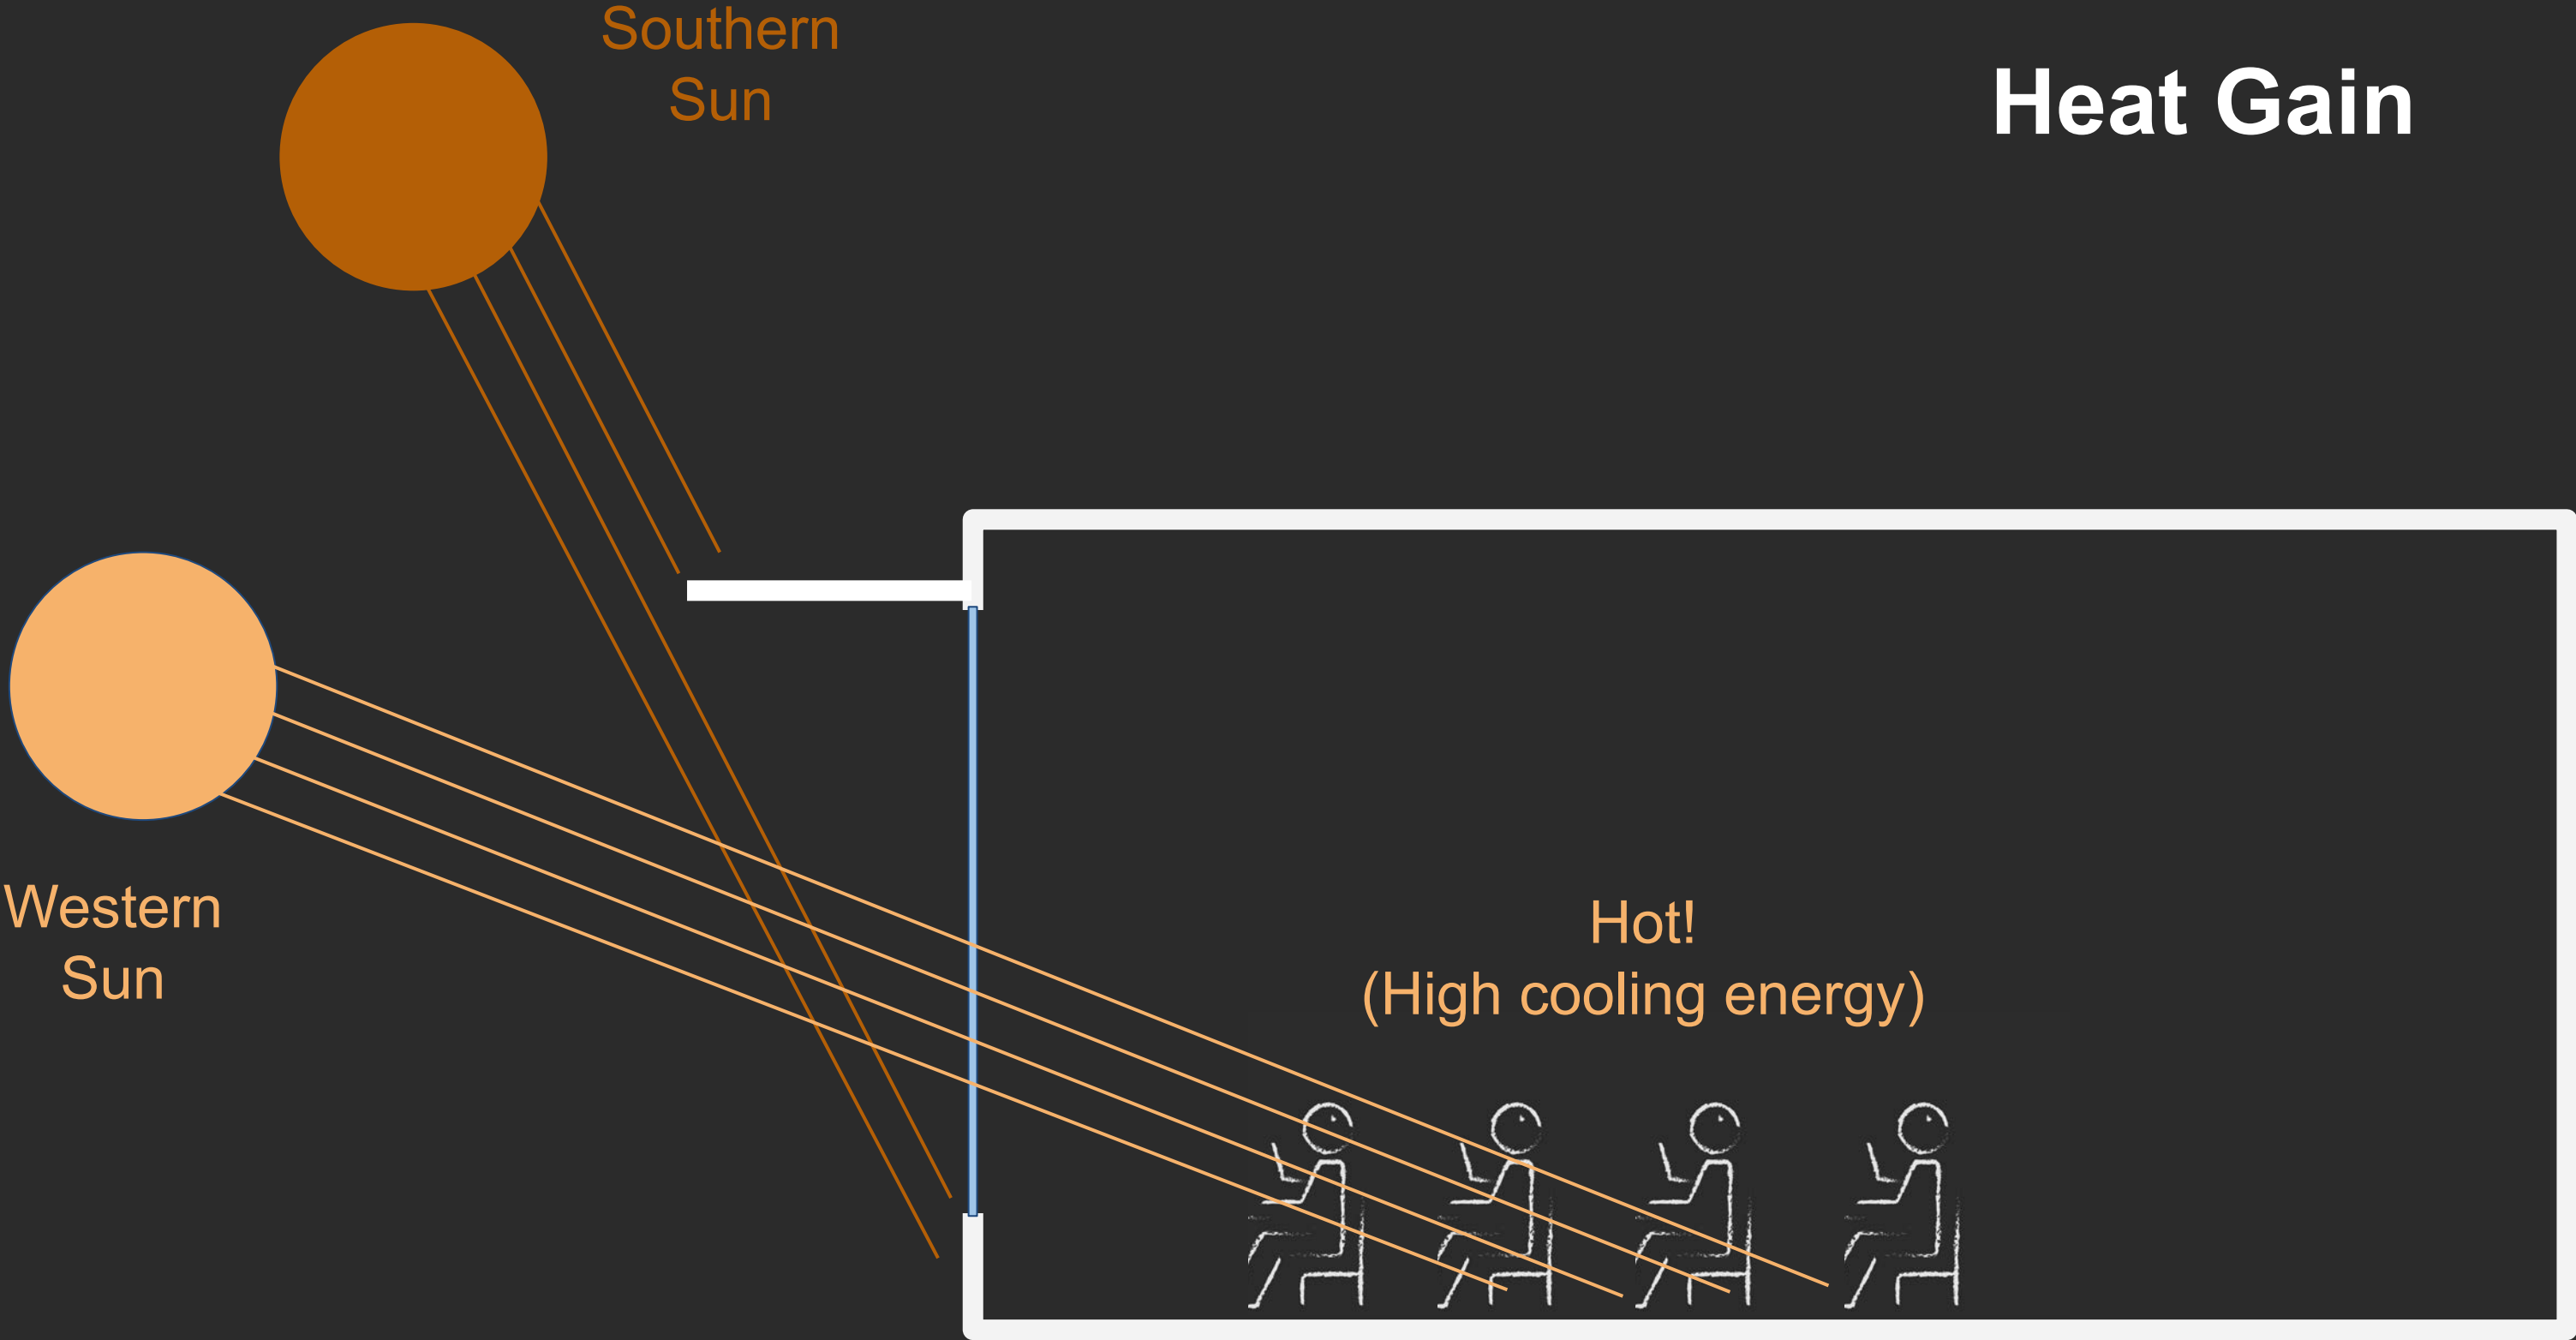 Southern
Sun
Heat Gain
Western
Sun
Hot!
(High cooling energy)